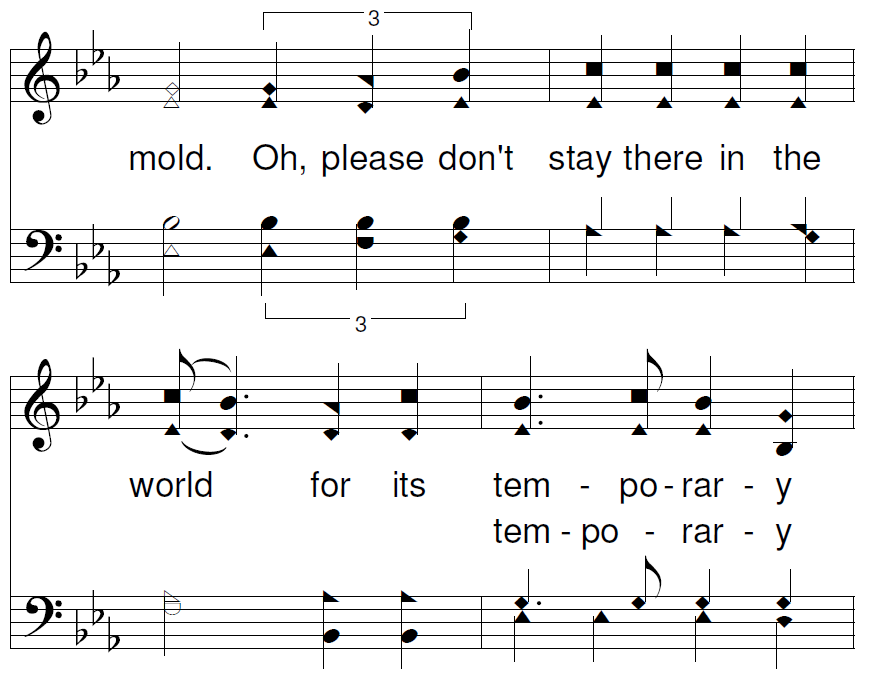 3
mold. Oh, please don't stay there in the
3
world for its tem - po - rar - y
tem - po - rar - y